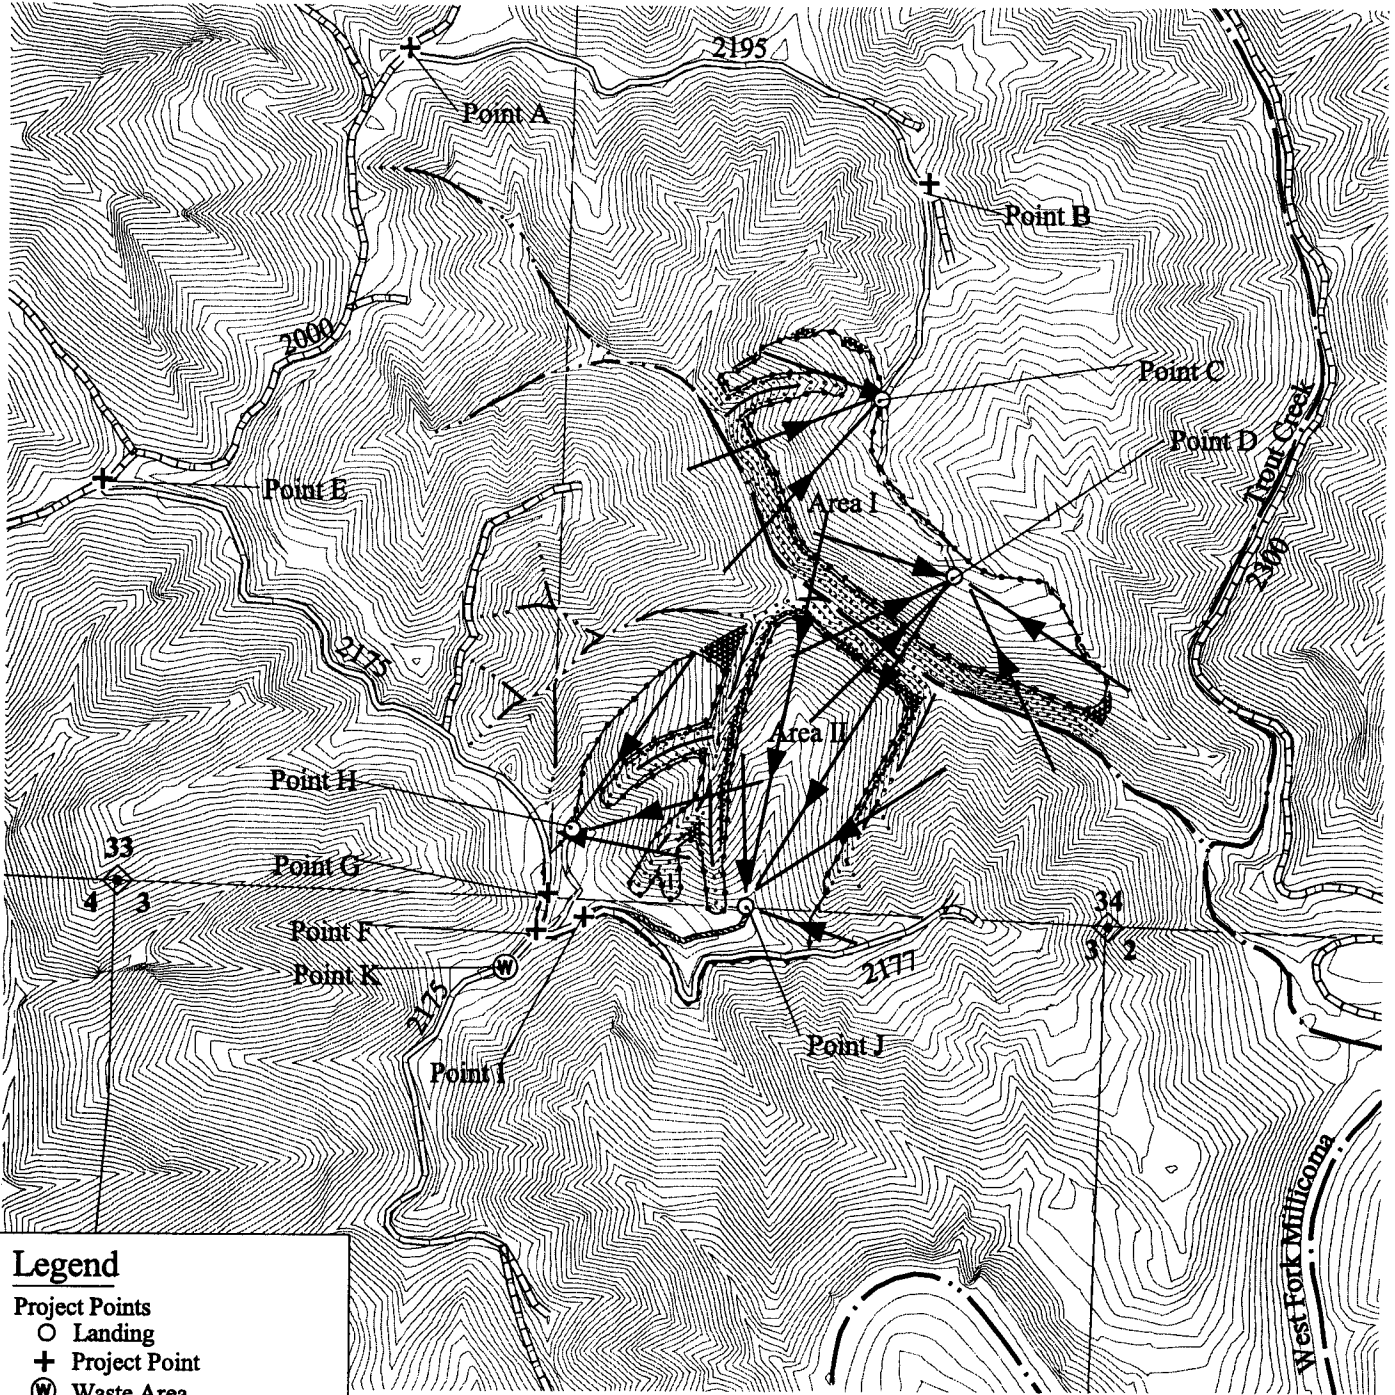 2195
Point A
Point B
2000
Point C
Point D
Trout Creek
Point E
Area I
2300
2175
Area II
Point H
33
Point G
4 3
34
Point F
3 2
Point K
W
2177
2175
Point J
Point I
West Fork Millicoma
Legend
Project Points
Landing
Project Point
W Waste Area